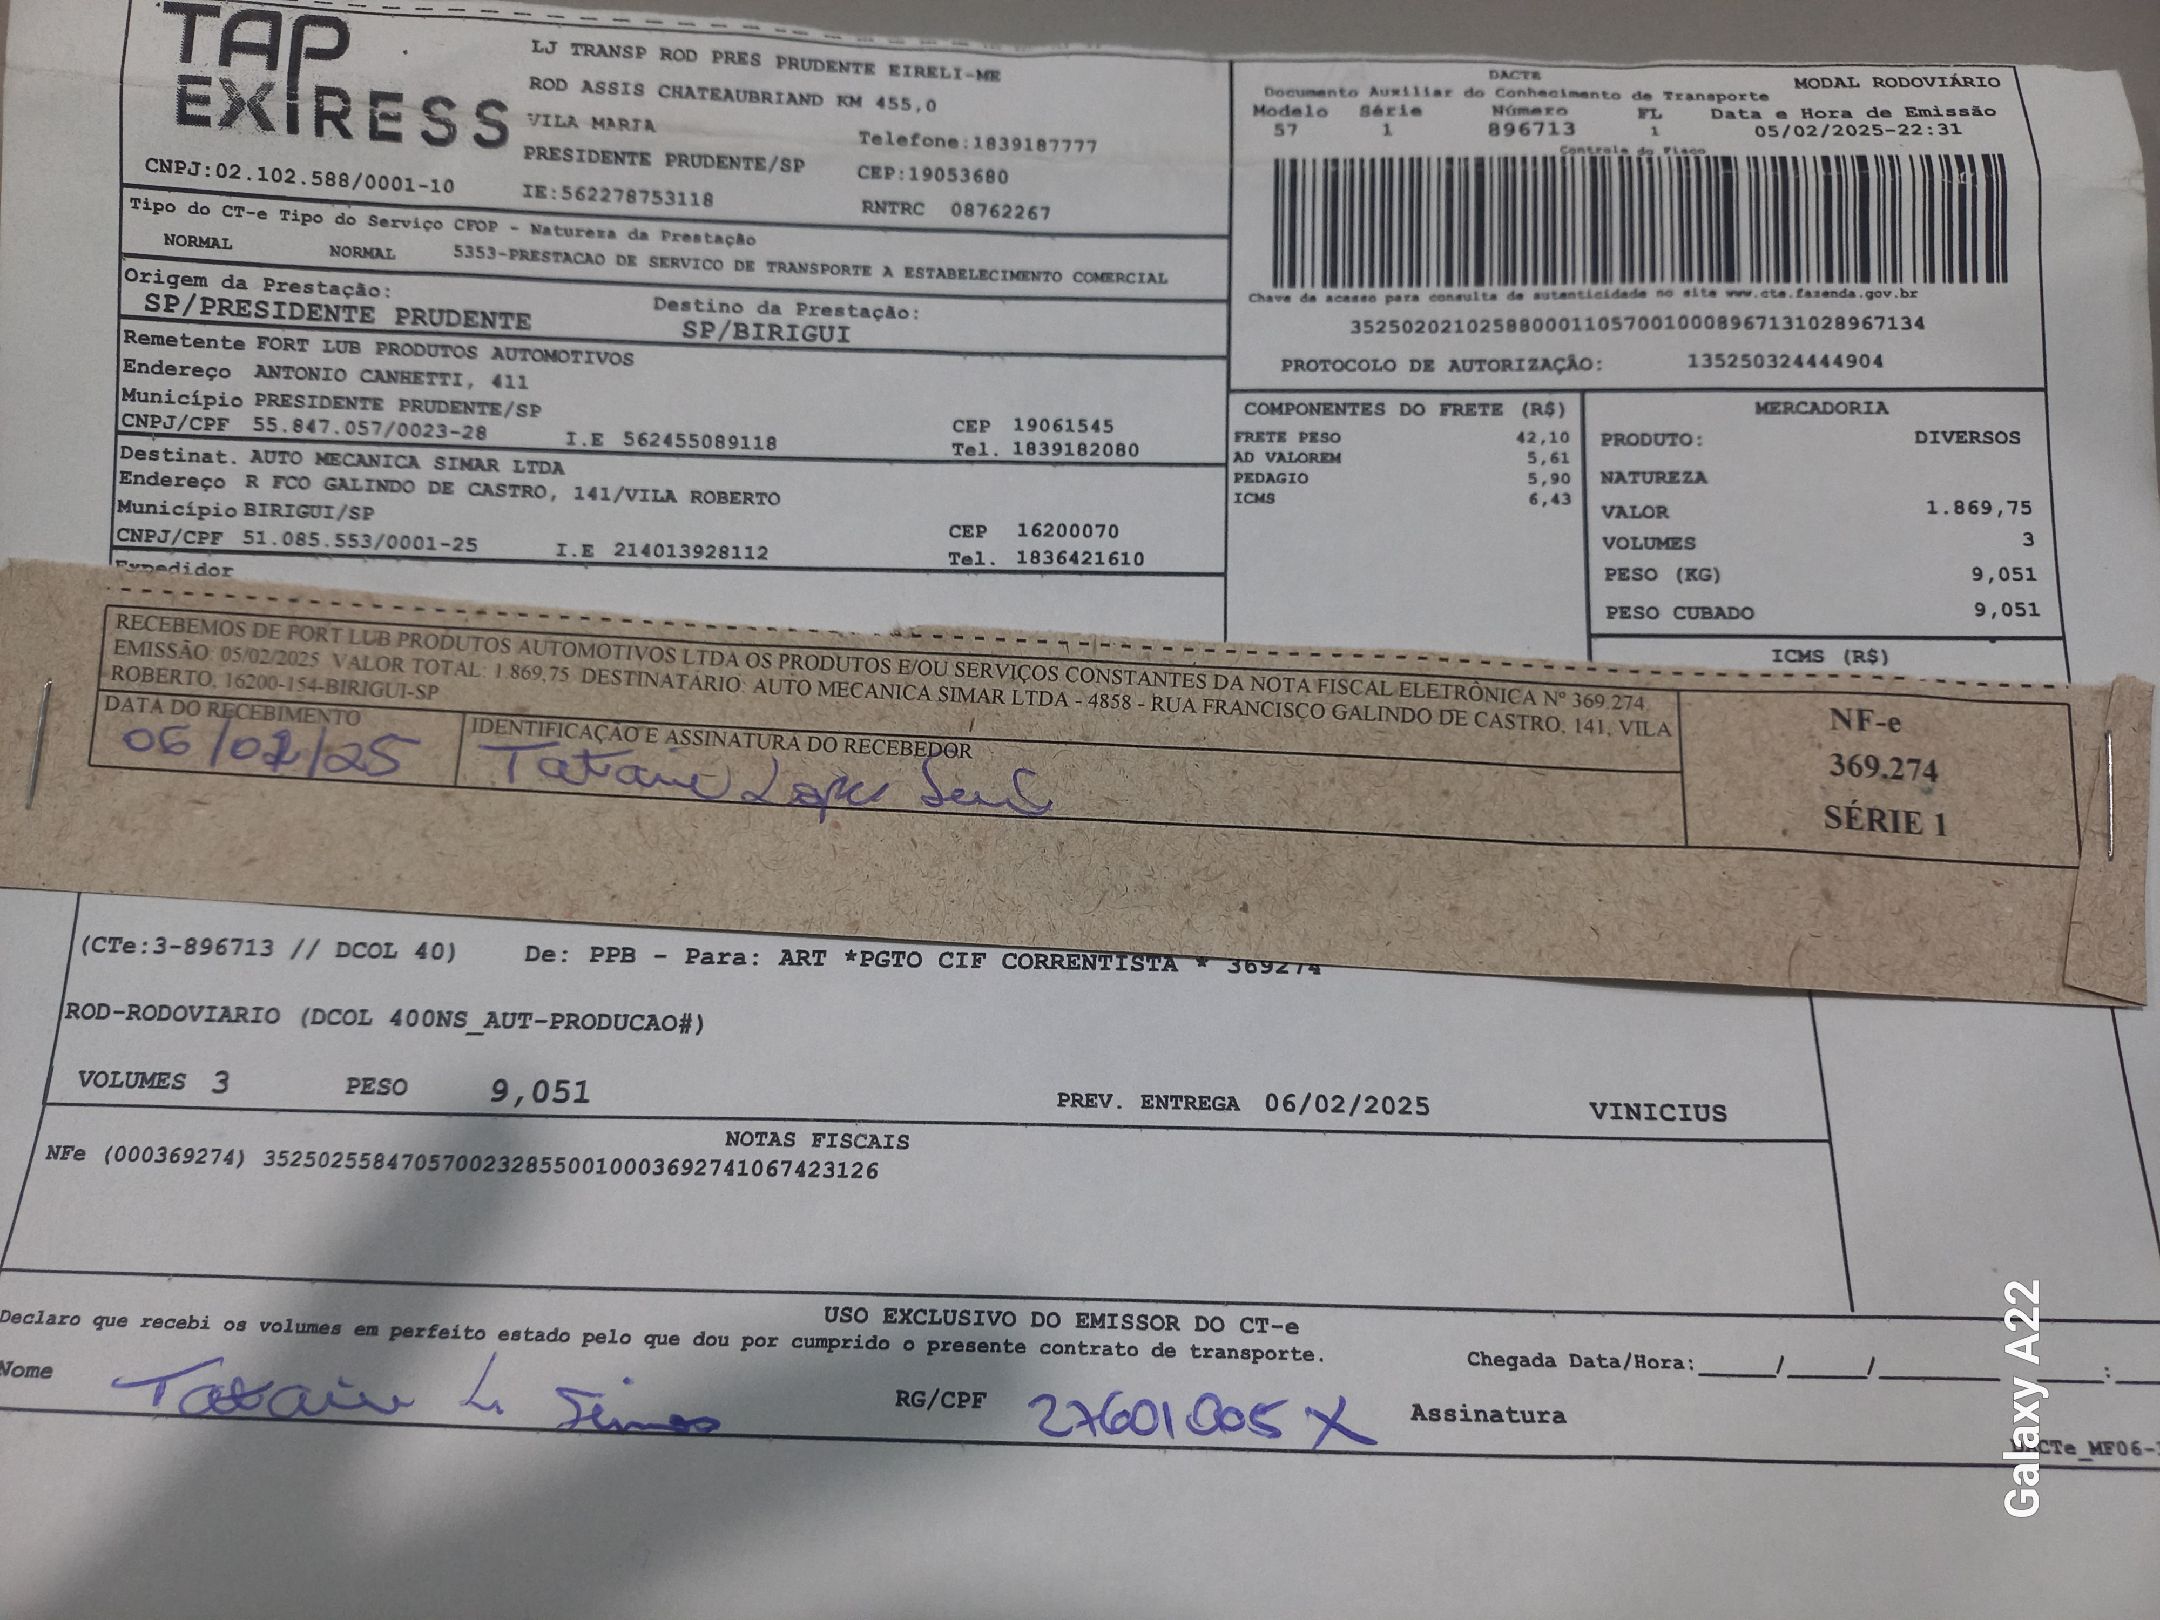 TAP EXPRESS
LJ TRANSP ROD PRES PRUDENTE EIRELI-ME
ROD ASSIS CHATEAUBRIAND KM 455,0
VILA MARIA
Telefone:1839187777
PRESIDENTE PRUDENTE/SP CEP:19053680
CNPJ:02.102.588/0001-10 IE:562278753118 RNTRC 08762267
Tipo do CT-e Tipo do Serviço CFOP - Natureza da Prestação
NORMAL NORMAL 5353-PRESTACAO DE SERVICO DE TRANSPORTE A ESTABELECIMENTO COMERCIAL
Origem da Prestação: Destino da Prestação:
SP/PRESIDENTE PRUDENTE SP/BIRIGUI
Remetente FORT LUB PRODUTOS AUTOMOTIVOS
Endereço ANTONIO CANHETTI, 411
Município PRESIDENTE PRUDENTE/SP CEP 19061545
CNPJ/CPF 55.847.057/0023-28 I.E 562455089118 Tel. 1839182080
Destinat. AUTO MECANICA SIMAR LTDA
Endereço R FCO GALINDO DE CASTRO, 141/VILA ROBERTO
Município BIRIGUI/SP CEP 16200070
CNPJ/CPF 51.085.553/0001-25 I.E 214013928112 Tel. 1836421610
Expedidor
DACTE MODAL RODOVIÁRIO
Documento Auxiliar do Conhecimento de Transporte
Modelo Série Número FL Data e Hora de Emissão
57 1 896713 1 05/02/2025-22:31
Controle do Fisco
Chave de acesso para consulta de autenticidade no site www.cte.fazenda.gov.br
35250202102588000110570010008967131028967134
PROTOCOLO DE AUTORIZAÇÃO: 135250324444904
COMPONENTES DO FRETE (R$)
FRETE PESO 42,10
AD VALOREM 5,61
PEDAGIO 5,90
ICMS 6,43
MERCADORIA
PRODUTO: DIVERSOS
NATUREZA
VALOR 1.869,75
VOLUMES 3
PESO (KG) 9,051
PESO CUBADO 9,051
ICMS (R$)
RECEBEMOS DE FORT LUB PRODUTOS AUTOMOTIVOS LTDA OS PRODUTOS E/OU SERVIÇOS CONSTANTES DA NOTA FISCAL ELETRÔNICA Nº 369.274,
EMISSÃO: 05/02/2025 VALOR TOTAL: 1.869,75 DESTINATÁRIO: AUTO MECANICA SIMAR LTDA - 4858 - RUA FRANCISCO GALINDO DE CASTRO, 141, VILA
ROBERTO, 16200-154-BIRIGUI-SP
DATA DO RECEBIMENTO IDENTIFICAÇÃO E ASSINATURA DO RECEBEDOR
06/02/25 Tatiane Lopes
NF-e
369.274
SÉRIE 1
(CTe:3-896713 // DCOL 40) De: PPB - Para: ART *PGTO CIF CORRENTISTA * 369274
ROD-RODOVIARIO (DCOL 400NS_AUT-PRODUCAO#)
VOLUMES 3 PESO 9,051 PREV. ENTREGA 06/02/2025 VINICIUS
NOTAS FISCAIS
NFe (000369274) 35250255847057002328550010003692741067423126
USO EXCLUSIVO DO EMISSOR DO CT-e
Declaro que recebi os volumes em perfeito estado pelo que dou por cumprido o presente contrato de transporte.
Chegada Data/Hora:____/____/______ ____:
Nome Tatiane L. Simos RG/CPF 27601005X Assinatura
Galaxy A22